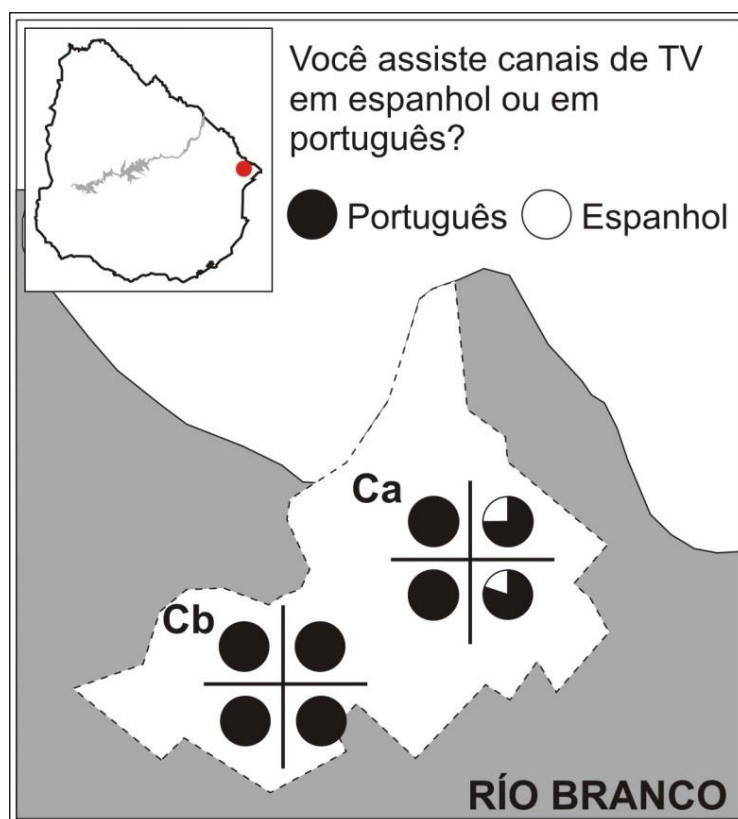 Você assiste canais de TV
em espanhol ou em
português?
Português Espanhol
Ca
Cb
RÍO BRANCO